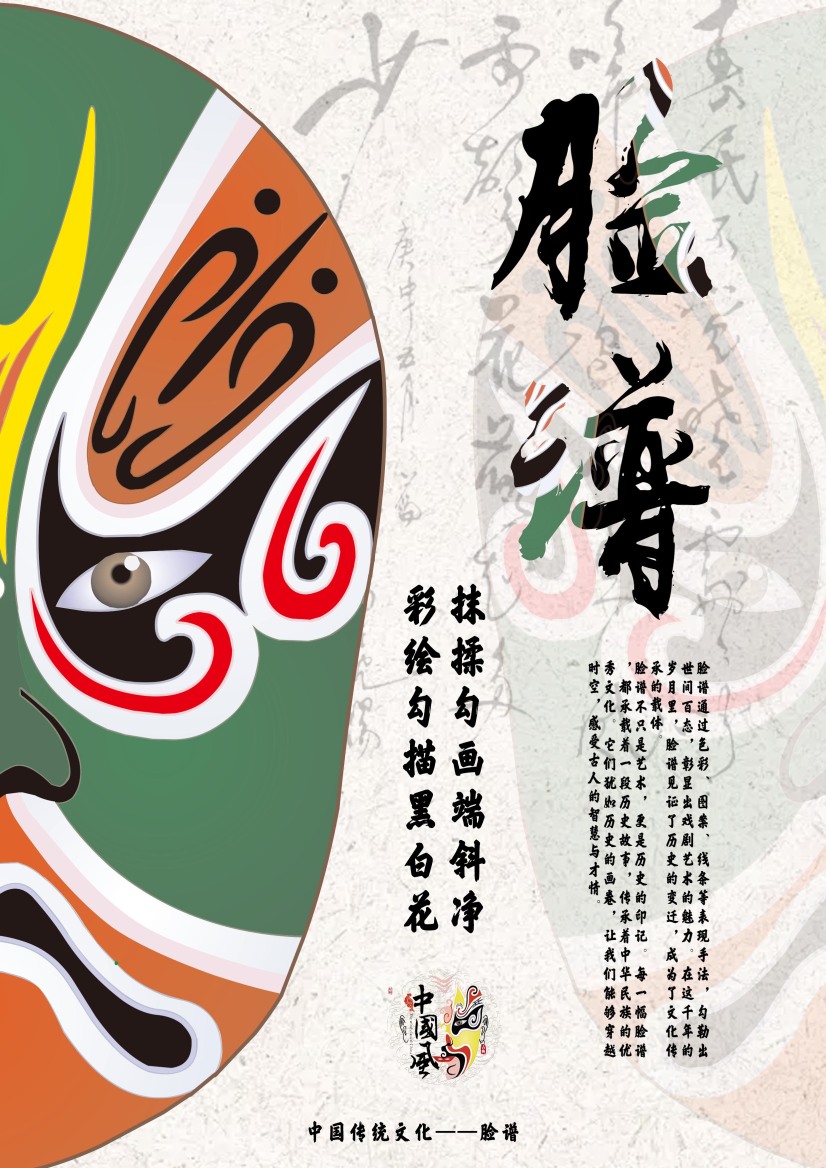 脸谱
抹揉勾画端斜净
彩绘勾描黑白花
脸谱通过色彩、图案、线条等表现手法，勾勒出
世间百态，彰显出戏剧艺术的魅力。在这千年的
岁月里，脸谱见证了历史的变迁，成为了文化传
承的载体。
脸谱不只是艺术，更是历史的印记。每一幅脸谱
，都承载着一段历史故事，传承着中华民族的优
秀文化。它们犹如历史的画卷，让我们能够穿越
时空，感受古人的智慧与才情。
中國風
中国传统文化——脸谱